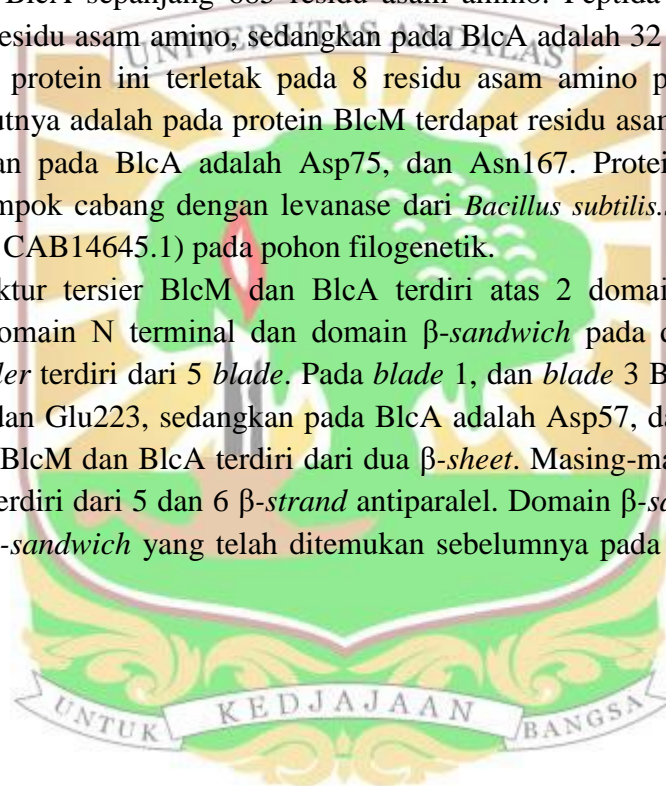 BlcA sepanjang 683 residu asam amino. Peptida
residu asam amino, sedangkan pada BlcA adalah 32
UNIVERSITAS ANDALAS
protein ini terletak pada 8 residu asam amino p
utnya adalah pada protein BlcM terdapat residu asam
an pada BlcA adalah Asp75, dan Asn167. Protei
mpok cabang dengan levanase dari Bacillus subtilis.
CAB14645.1) pada pohon filogenetik.
ktur tersier BlcM dan BlcA terdiri atas 2 domai
omain N terminal dan domain β-sandwich pada d
ler terdiri dari 5 blade. Pada blade 1, dan blade 3 B
dan Glu223, sedangkan pada BlcA adalah Asp57, da
BlcM dan BlcA terdiri dari dua β-sheet. Masing-ma
terdiri dari 5 dan 6 β-strand antiparalel. Domain β-sa
-sandwich yang telah ditemukan sebelumnya pada
UNTUK KEDJAJAAN BANGSA